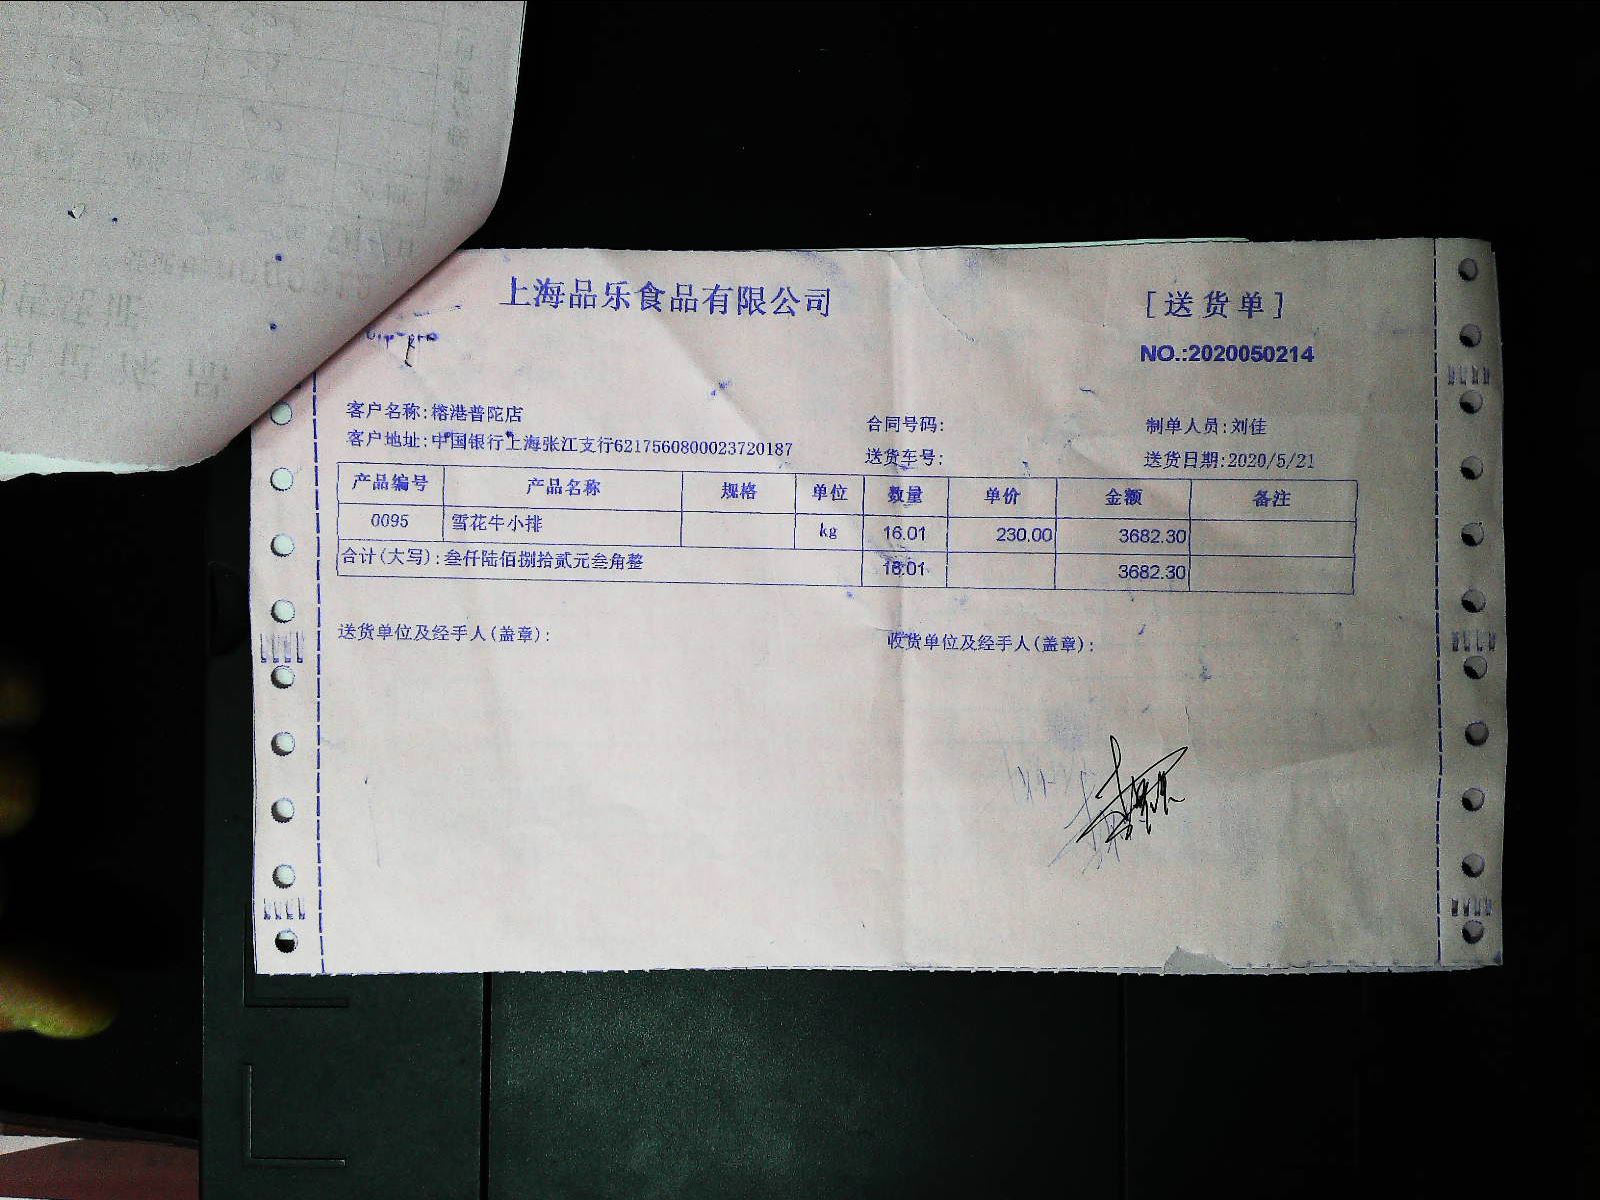 上海品乐食品有限公司
[送货单]
NO.:2020050214
客户名称:榕港普陀店
合同号码:
制单人员:刘佳
客户地址:中国银行上海张江支行6217560800023720187
送货车号:
送货日期:2020/5/21
产品编号 产品名称 规格 单位 数量 单价 金额 备注
0095 雪花牛小排 kg 16.01 230.00 3682.30
合计(大写):叁仟陆佰捌拾贰元叁角整 16.01 3682.30
送货单位及经手人(盖章):
收货单位及经手人(盖章):